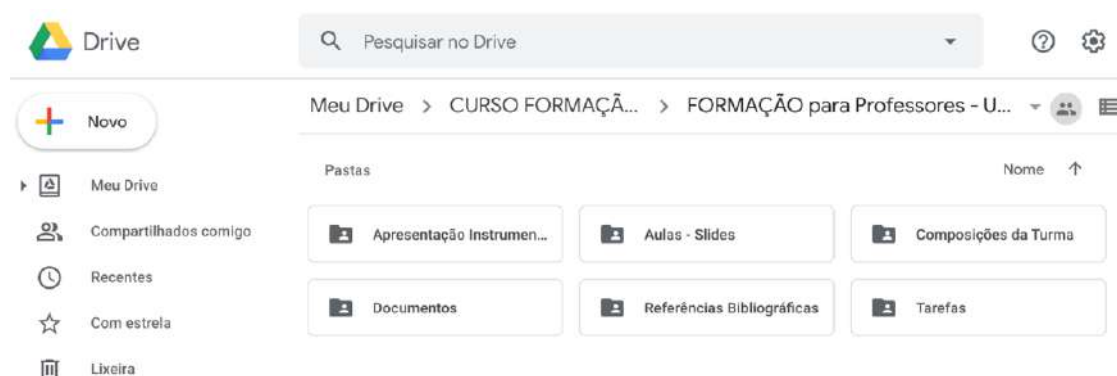 Drive
Pesquisar no Drive
Novo
Meu Drive > CURSO FORMAÇÃ... > FORMAÇÃO para Professores - U...
Meu Drive
Compartilhados comigo
Recentes
Com estrela
Lixeira
Pastas
Nome
Apresentação Instrumen...
Aulas - Slides
Composições da Turma
Documentos
Referências Bibliográficas
Tarefas